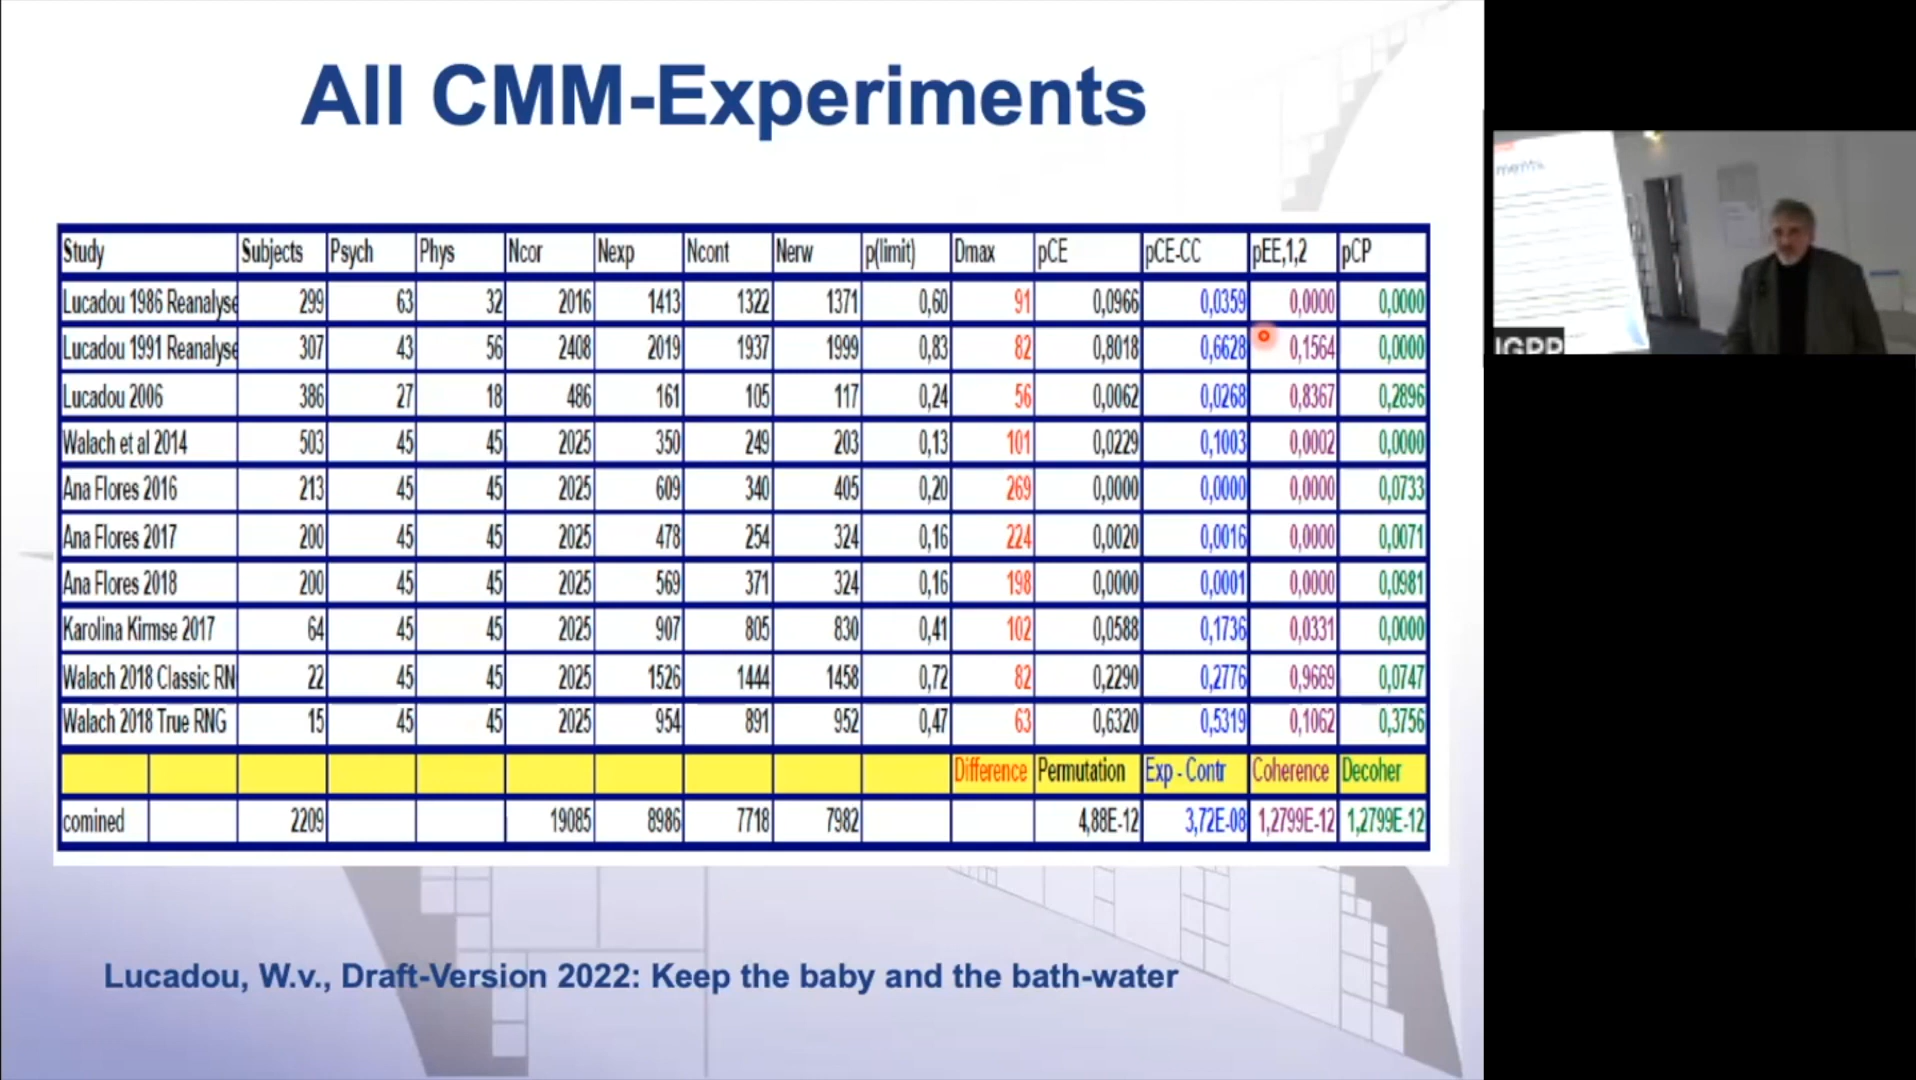 All CMM-Experiments
Study Subjects Psych Phys Ncor Nexp Ncont Nerw p(limit) Dmax pCE pCE-CC pEE,1,2 pCP
Lucadou 1986 Reanalyse 299 63 32 2016 1413 1322 1371 0,60 91 0,0966 0,0359 0,0000 0,0000
Lucadou 1991 Reanalyse 307 43 56 2408 2019 1937 1999 0,83 82 0,8018 0,6628 0,1564 0,0000
Lucadou 2006 386 27 18 486 161 105 117 0,24 56 0,0062 0,0268 0,8367 0,2896
Walach et al 2014 503 45 45 2025 350 249 203 0,13 101 0,0229 0,1003 0,0002 0,0000
Ana Flores 2016 213 45 45 2025 609 340 405 0,20 269 0,0000 0,0000 0,0000 0,0733
Ana Flores 2017 200 45 45 2025 478 254 324 0,16 224 0,0020 0,0016 0,0000 0,0071
Ana Flores 2018 200 45 45 2025 569 371 324 0,16 198 0,0000 0,0001 0,0000 0,0981
Karolina Kirmse 2017 64 45 45 2025 907 805 830 0,41 102 0,0588 0,1736 0,0331 0,0000
Walach 2018 Classic RN 22 45 45 2025 1526 1444 1458 0,72 82 0,2290 0,2776 0,9669 0,0747
Walach 2018 True RNG 15 45 45 2025 954 891 952 0,47 63 0,6320 0,5319 0,1062 0,3756
Difference Permutation Exp - Contr Coherence Decoher
comined 2209 19085 8986 7718 7982 4,88E-12 3,72E-08 1,2799E-12 1,2799E-12
Lucadou, W.v., Draft-Version 2022: Keep the baby and the bath-water
ments
IGPP